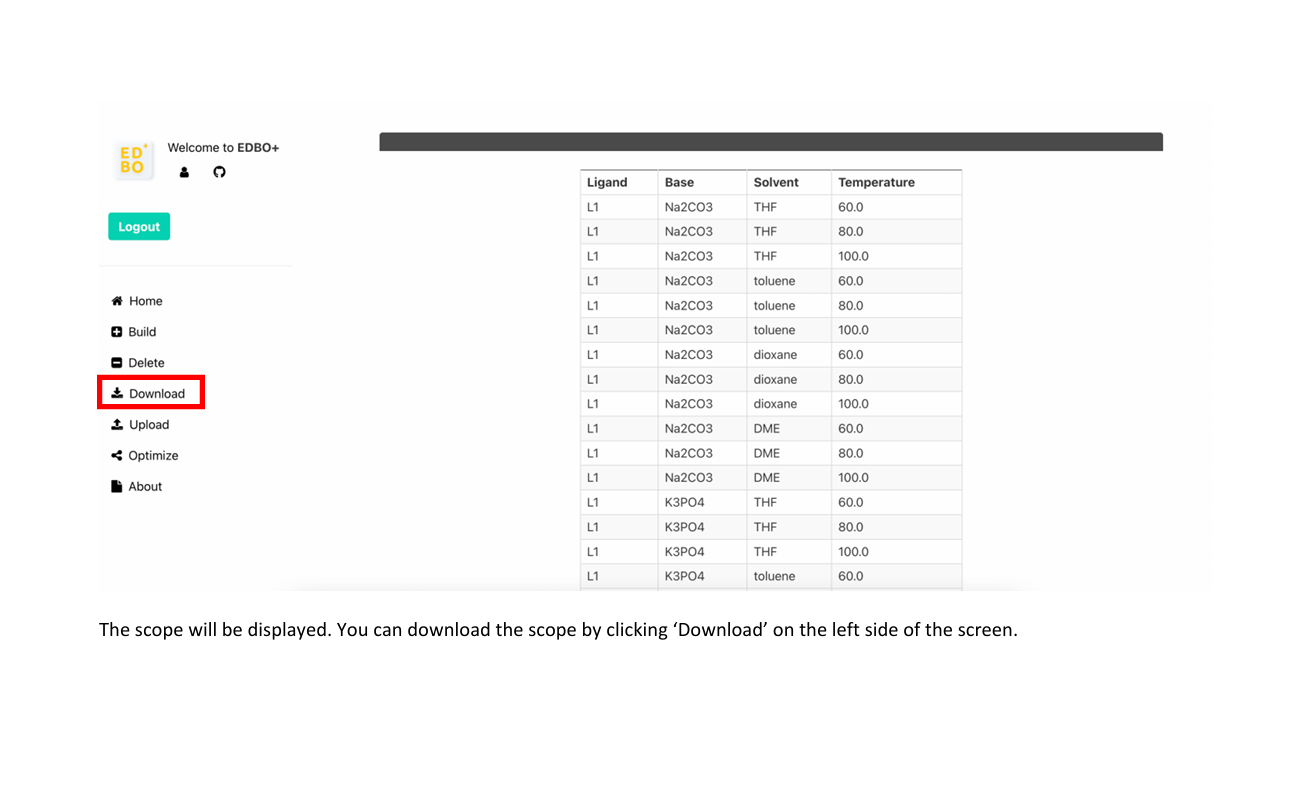 ED+
BO
Welcome to EDBO+
Logout
Home
Build
Delete
Download
Upload
Optimize
About
Ligand Base Solvent Temperature
L1 Na2CO3 THF 60.0
L1 Na2CO3 THF 80.0
L1 Na2CO3 THF 100.0
L1 Na2CO3 toluene 60.0
L1 Na2CO3 toluene 80.0
L1 Na2CO3 toluene 100.0
L1 Na2CO3 dioxane 60.0
L1 Na2CO3 dioxane 80.0
L1 Na2CO3 dioxane 100.0
L1 Na2CO3 DME 60.0
L1 Na2CO3 DME 80.0
L1 Na2CO3 DME 100.0
L1 K3PO4 THF 60.0
L1 K3PO4 THF 80.0
L1 K3PO4 THF 100.0
L1 K3PO4 toluene 60.0
The scope will be displayed. You can download the scope by clicking ‘Download’ on the left side of the screen.